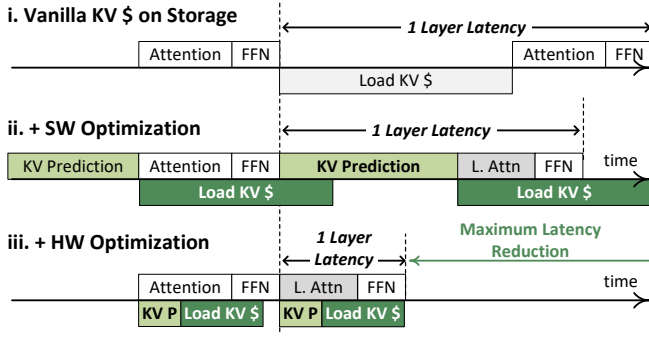 i. Vanilla KV $ on Storage
1 Layer Latency
Attention FFN Attention FFN
Load KV $
ii. + SW Optimization
1 Layer Latency
KV Prediction Attention FFN KV Prediction L. Attn FFN time
Load KV $ Load KV $
iii. + HW Optimization
1 Layer
Latency
Maximum Latency
Reduction
Attention FFN L. Attn FFN time
KV P Load KV $ KV P Load KV $